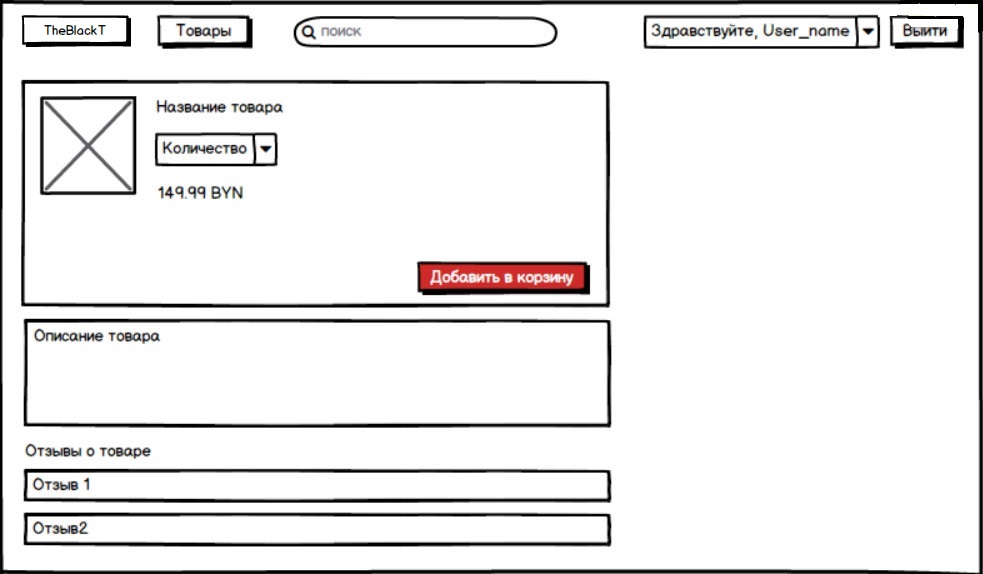 TheBlackT
Товары
поиск
Здравствуйте, User_name
Выйти
Название товара
Количество
149.99 BYN
Добавить в корзину
Описание товара
Отзывы о товаре
Отзыв 1
Отзыв2